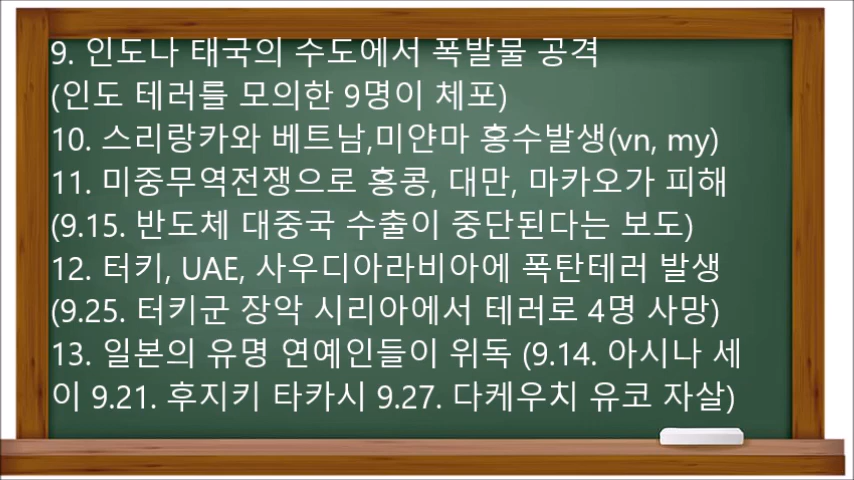 9. 인도나 태국의 수도에서 폭발물 공격
(인도 테러를 모의한 9명이 체포)
10. 스리랑카와 베트남,미얀마 홍수발생(vn, my)
11. 미중무역전쟁으로 홍콩, 대만, 마카오가 피해
(9.15. 반도체 대중국 수출이 중단된다는 보도)
12. 터키, UAE, 사우디아라비아에 폭탄테러 발생
(9.25. 터키군 장악 시리아에서 테러로 4명 사망)
13. 일본의 유명 연예인들이 위독 (9.14. 아시나 세
이 9.21. 후지키 타카시 9.27. 다케우치 유코 자살)